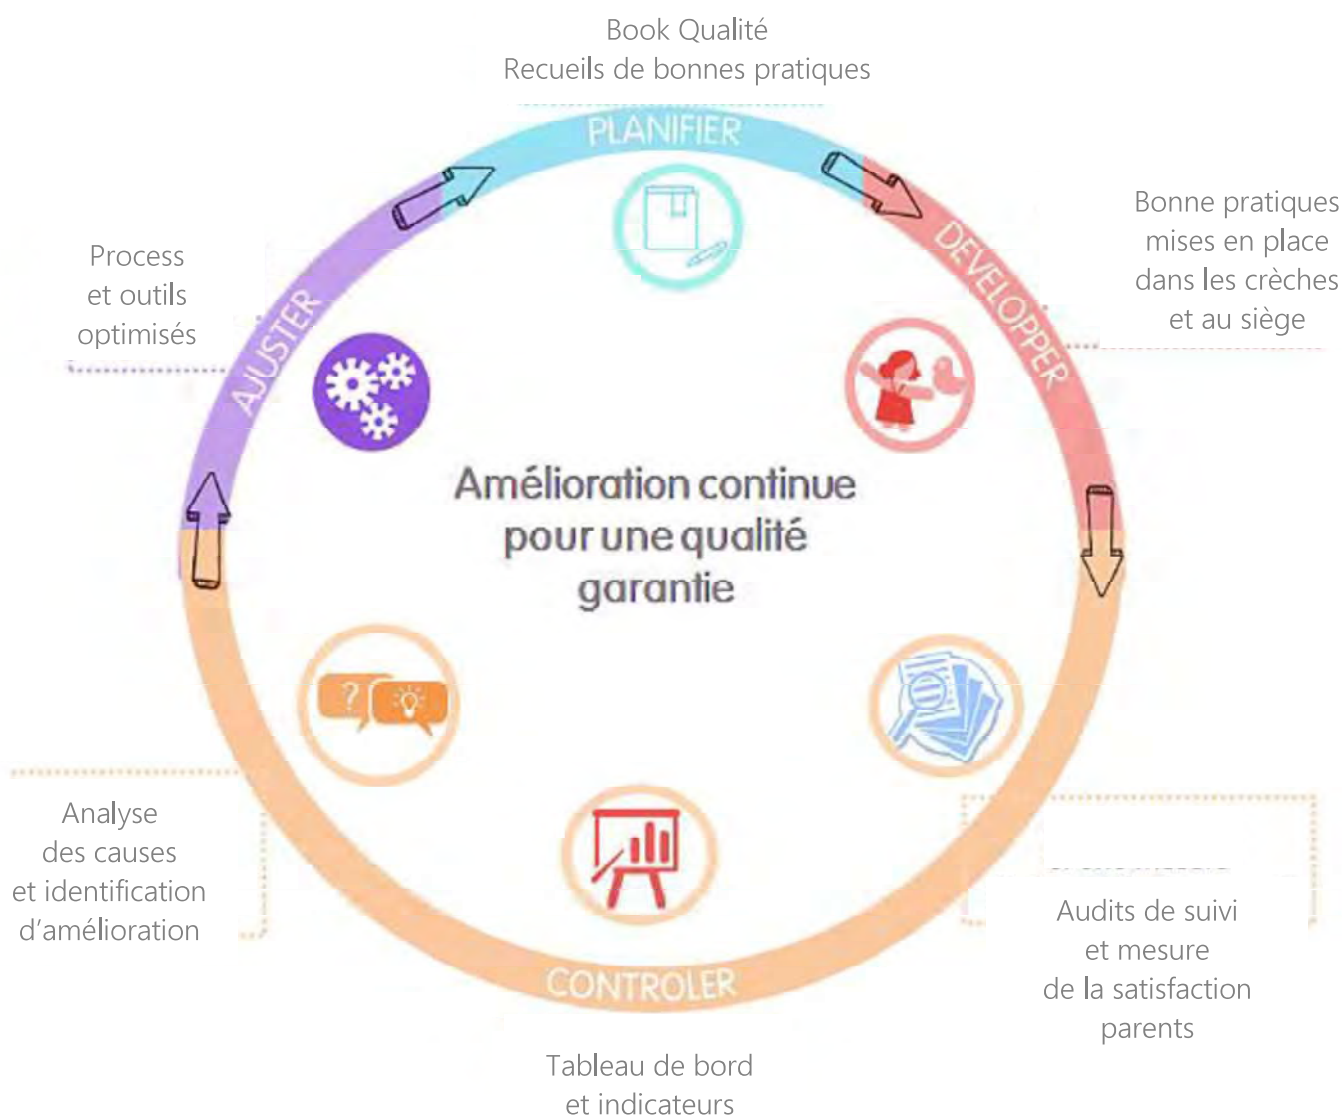 Book Qualité
Recueils de bonnes pratiques
PLANIFIER
DEVELOPPER
Bonne pratiques
mises en place
dans les crèches
et au siège
Process
et outils
optimisés
AJUSTER
?
Amélioration continue
pour une qualité
garantie
Analyse
des causes
et identification
d'amélioration
Audits de suivi
et mesure
de la satisfaction
parents
CONTROLER
Tableau de bord
et indicateurs